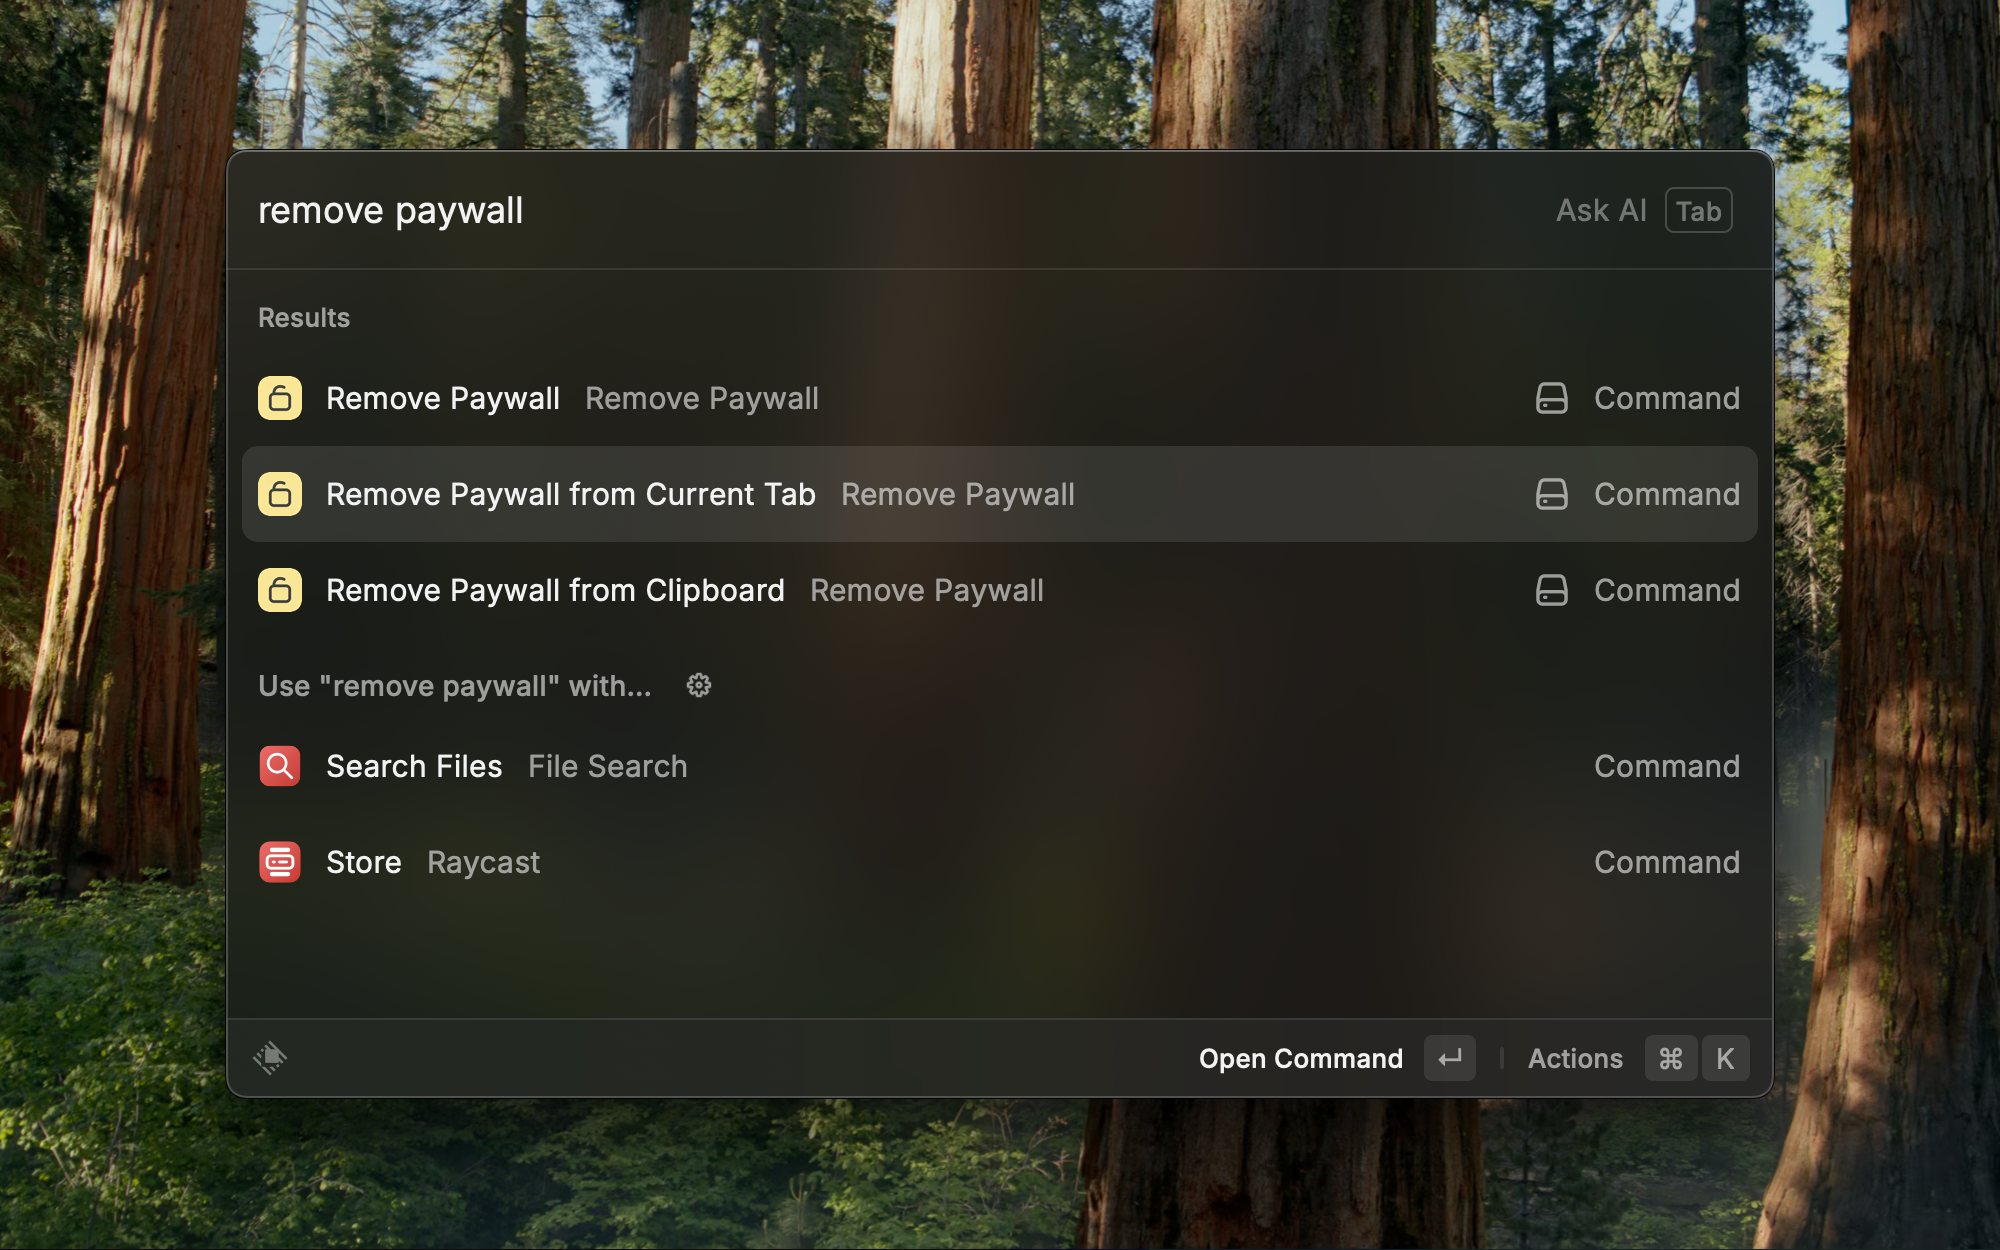 remove paywall Ask AI Tab
Results
Remove Paywall Remove Paywall Command
Remove Paywall from Current Tab Remove Paywall Command
Remove Paywall from Clipboard Remove Paywall Command
Use "remove paywall" with...
Search Files File Search Command
Store Raycast Command
Open Command ↵ Actions ⌘ K